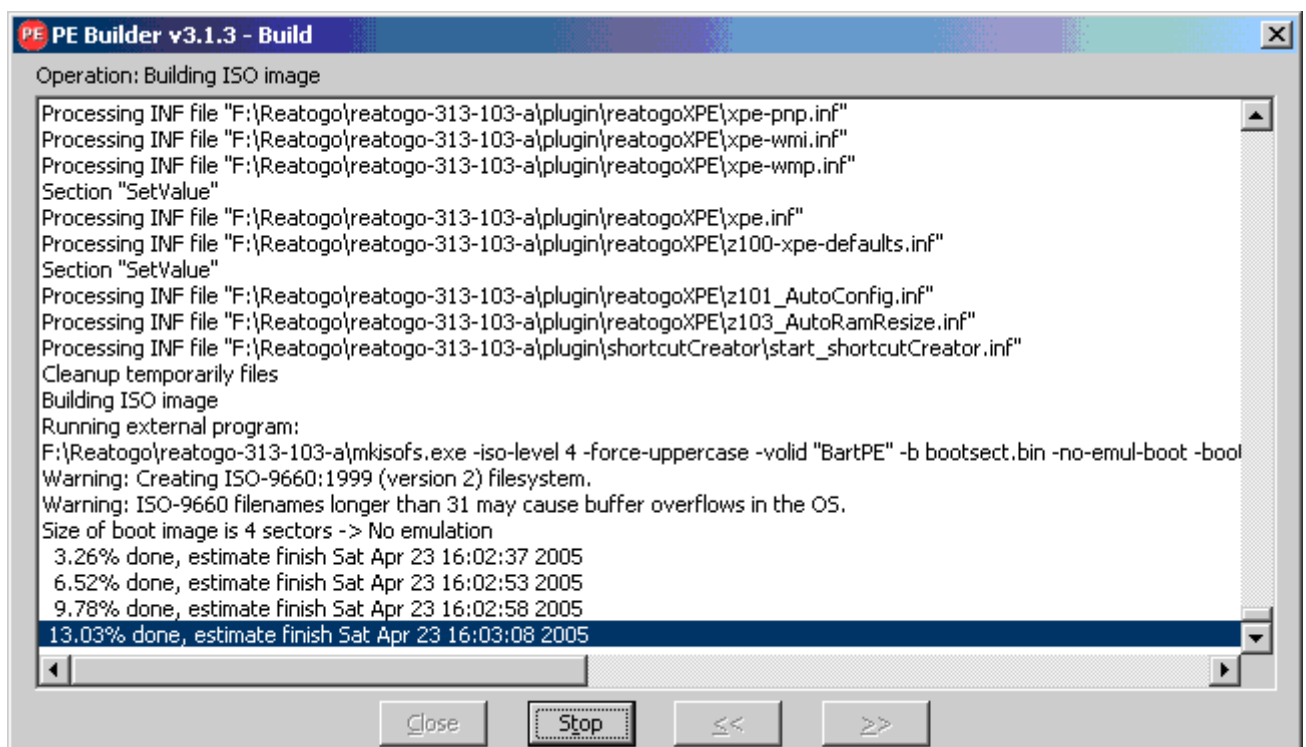 PE PE Builder v3.1.3 - Build
Operation: Building ISO image
Processing INF file "F:\Reatogo\reatogo-313-103-a\plugin\reatogoXPE\xpe-pnp.inf"
Processing INF file "F:\Reatogo\reatogo-313-103-a\plugin\reatogoXPE\xpe-wmi.inf"
Processing INF file "F:\Reatogo\reatogo-313-103-a\plugin\reatogoXPE\xpe-wmp.inf"
Section "SetValue"
Processing INF file "F:\Reatogo\reatogo-313-103-a\plugin\reatogoXPE\xpe.inf"
Processing INF file "F:\Reatogo\reatogo-313-103-a\plugin\reatogoXPE\z100-xpe-defaults.inf"
Section "SetValue"
Processing INF file "F:\Reatogo\reatogo-313-103-a\plugin\reatogoXPE\z101_AutoConfig.inf"
Processing INF file "F:\Reatogo\reatogo-313-103-a\plugin\reatogoXPE\z103_AutoRamResize.inf"
Processing INF file "F:\Reatogo\reatogo-313-103-a\plugin\shortcutCreator\start_shortcutCreator.inf"
Cleanup temporarily files
Building ISO image
Running external program:
F:\Reatogo\reatogo-313-103-a\mkisofs.exe -iso-level 4 -force-uppercase -volid "BartPE" -b bootsect.bin -no-emul-boot -boot
Warning: Creating ISO-9660:1999 (version 2) filesystem.
Warning: ISO-9660 filenames longer than 31 may cause buffer overflows in the OS.
Size of boot image is 4 sectors -> No emulation
3.26% done, estimate finish Sat Apr 23 16:02:37 2005
6.52% done, estimate finish Sat Apr 23 16:02:53 2005
9.78% done, estimate finish Sat Apr 23 16:02:58 2005
13.03% done, estimate finish Sat Apr 23 16:03:08 2005
Close Stop << >>